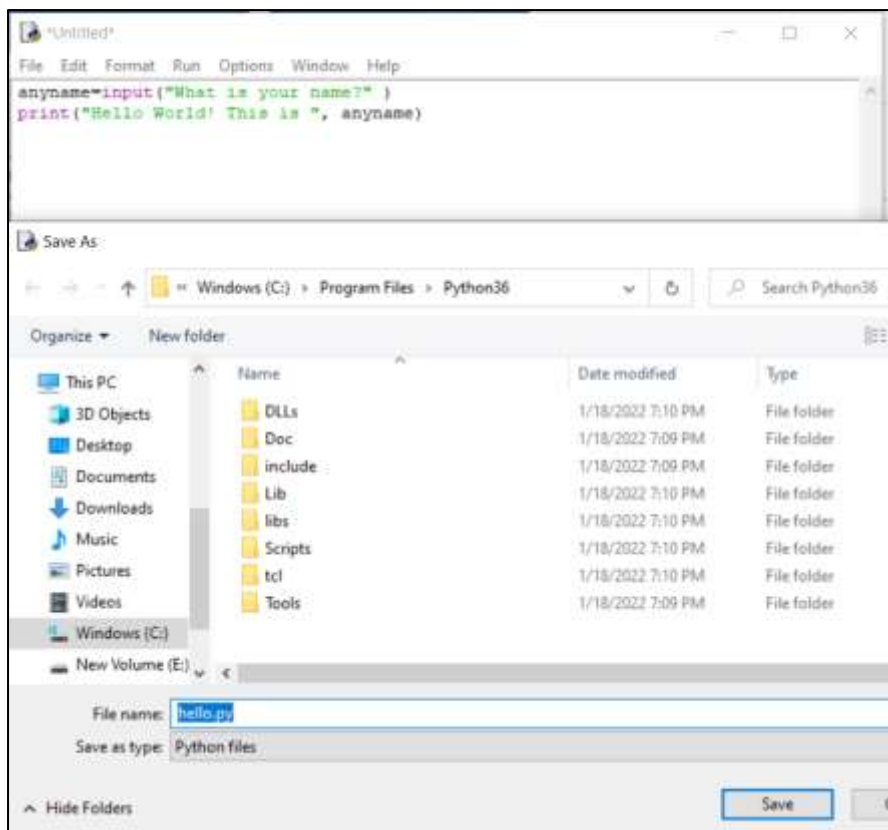 *Untitled*
File Edit Format Run Options Window Help
anyname=input("What is your name?" )
print("Hello World! This is ", anyname)
Save As
« Windows (C:) › Program Files › Python36 Search Python36
Organize New folder
Name Date modified Type
This PC
3D Objects
Desktop
Documents
Downloads
Music
Pictures
Videos
Windows (C:)
New Volume (E:)
DLLs 1/18/2022 7:10 PM File folder
Doc 1/18/2022 7:09 PM File folder
include 1/18/2022 7:09 PM File folder
Lib 1/18/2022 7:10 PM File folder
libs 1/18/2022 7:10 PM File folder
Scripts 1/18/2022 7:10 PM File folder
tcl 1/18/2022 7:10 PM File folder
Tools 1/18/2022 7:09 PM File folder
File name: hello.py
Save as type: Python files
Hide Folders Save